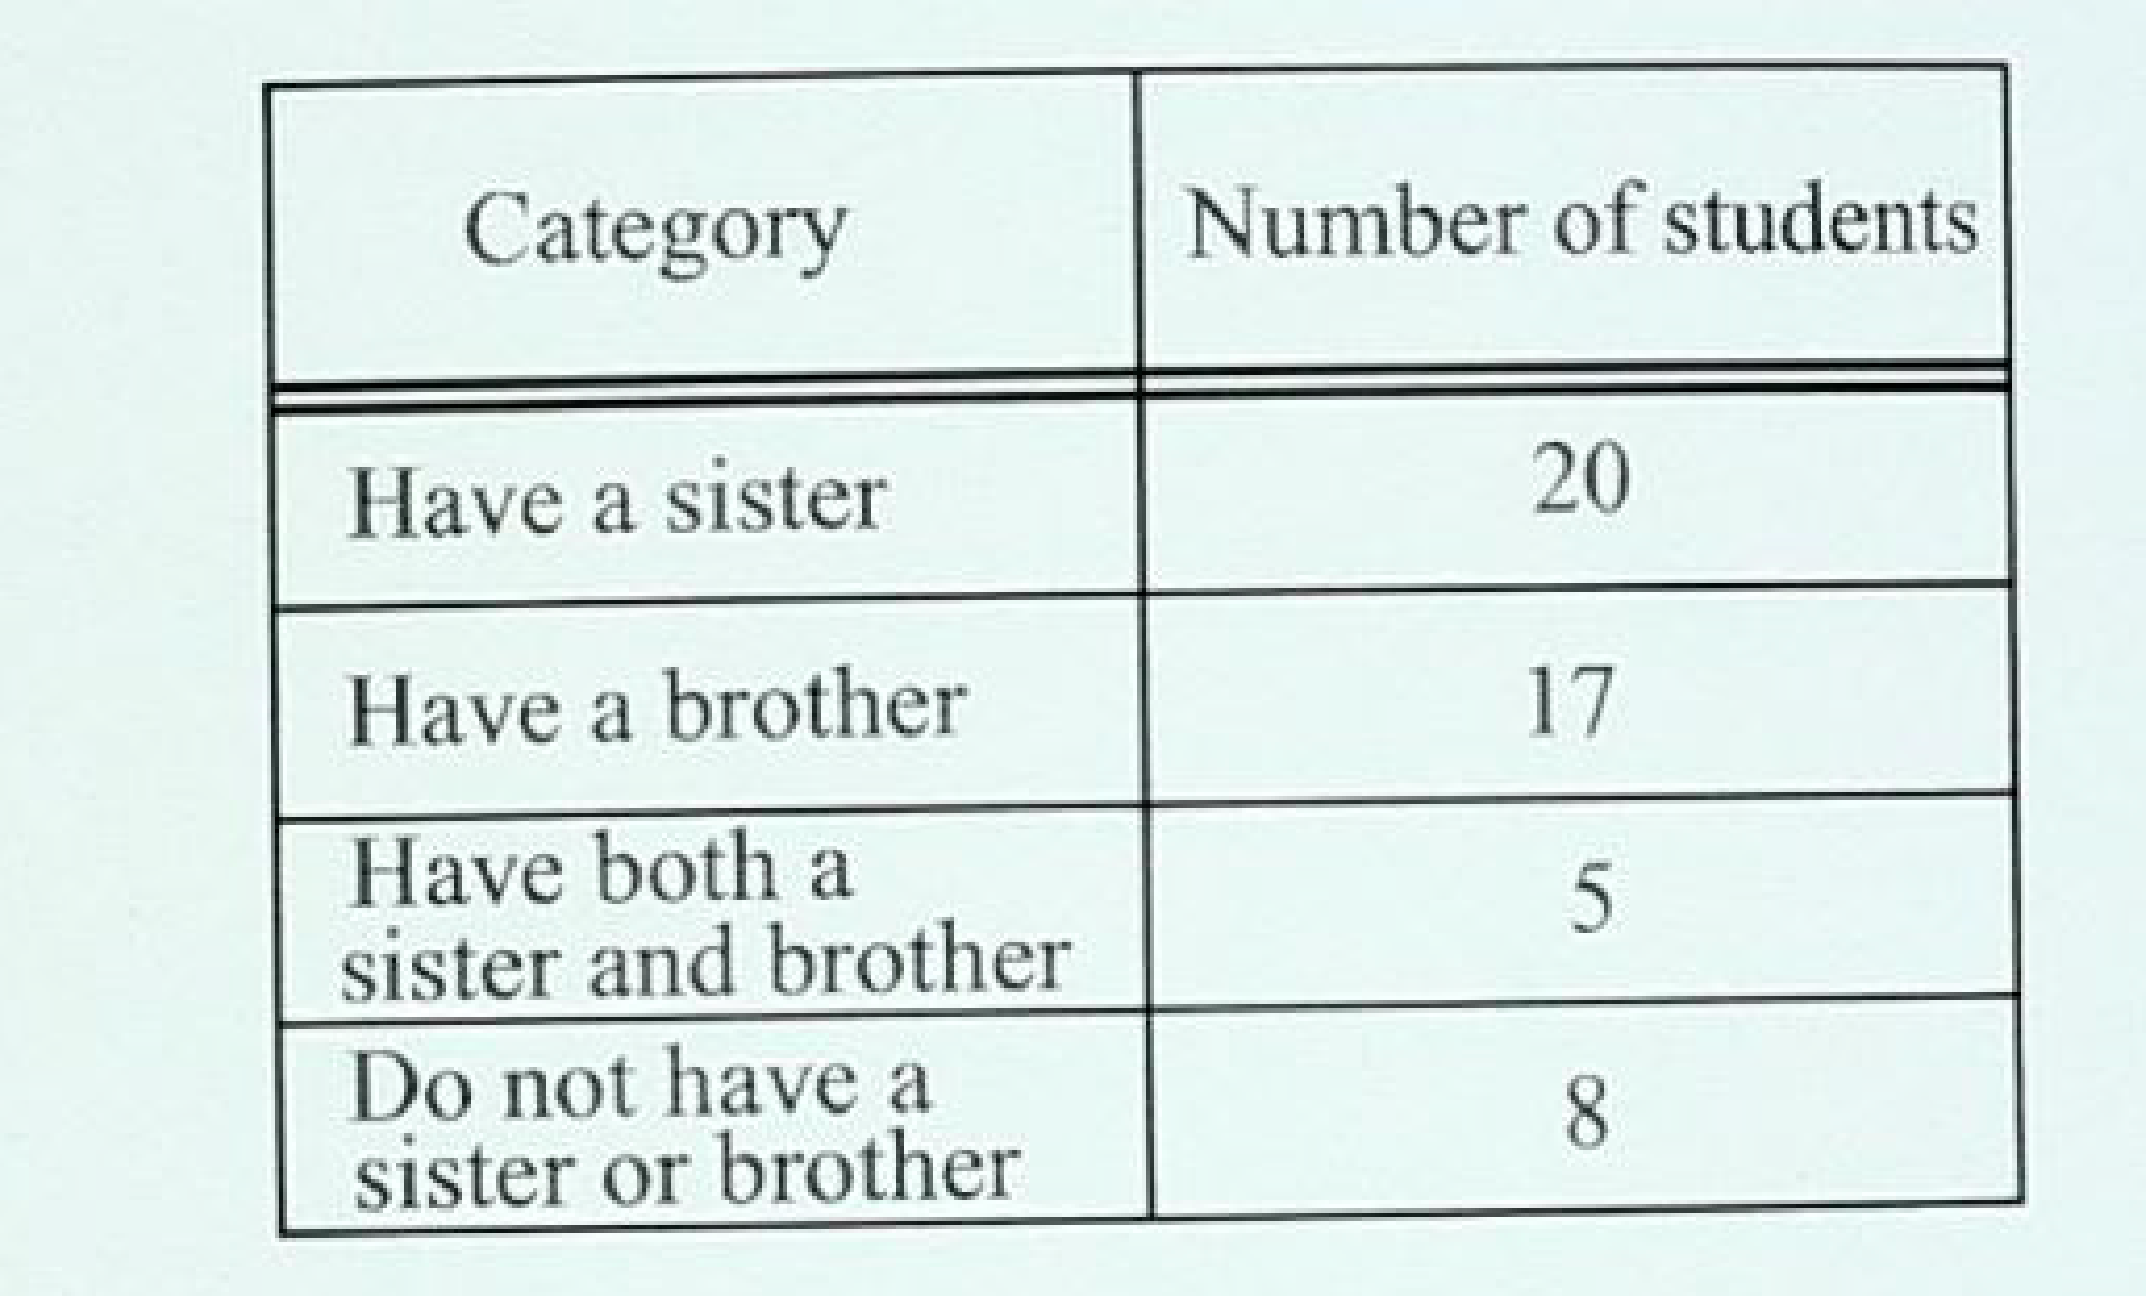 Category
Number of students
Have a sister
20
Have a brother
17
Have both a
sister and brother
5
Do not have a
sister or brother
8